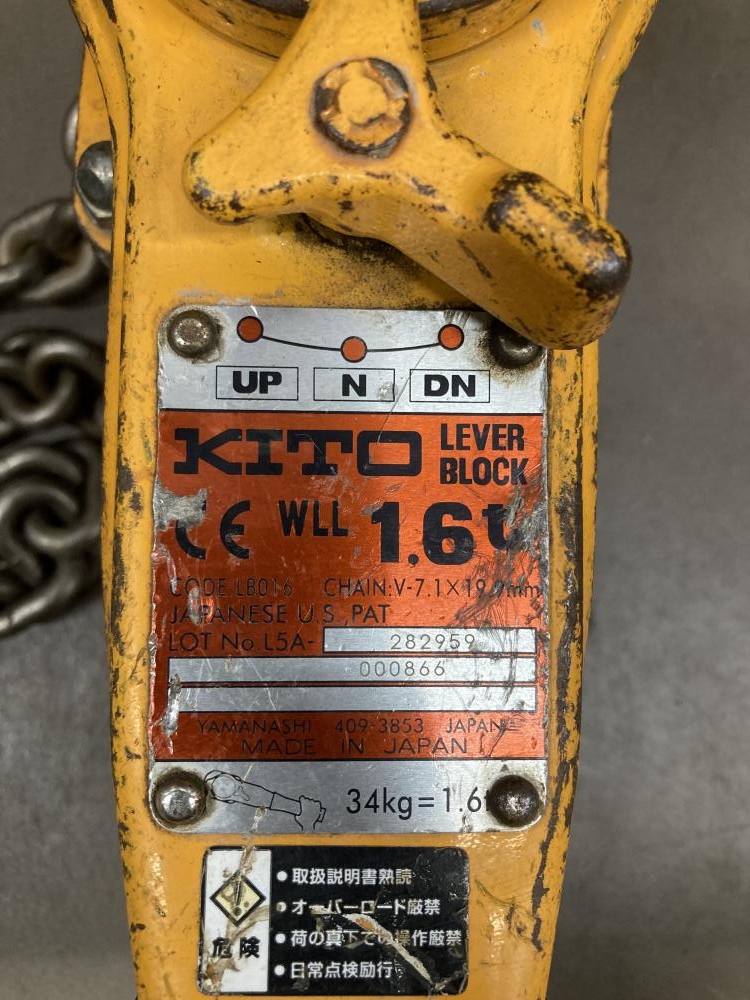 UP N DN
KITO LEVER BLOCK
CE WLL 1.6t
CODE LB016 CHAIN:V-7.1×19.9mm
JAPANESE U.S.,PAT
LOT No.L5A- 282959
000866
YAMANASHI 409-3853 JAPAN
MADE IN JAPAN
34kg=1.6t
危険
●取扱説明書熟読
●オーバーロード厳禁
●荷の真下での操作厳禁
●日常点検励行